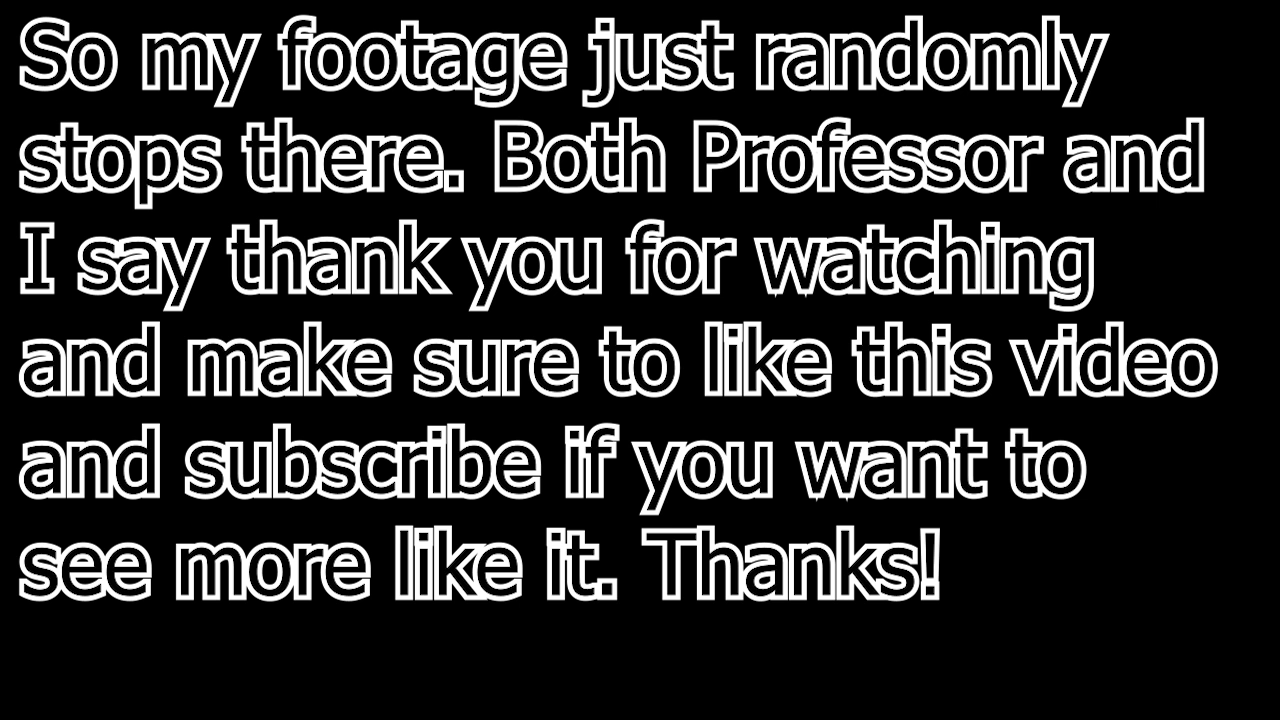 So my footage just randomly
stops there. Both Professor and
I say thank you for watching
and make sure to like this video
and subscribe if you want to
see more like it. Thanks!